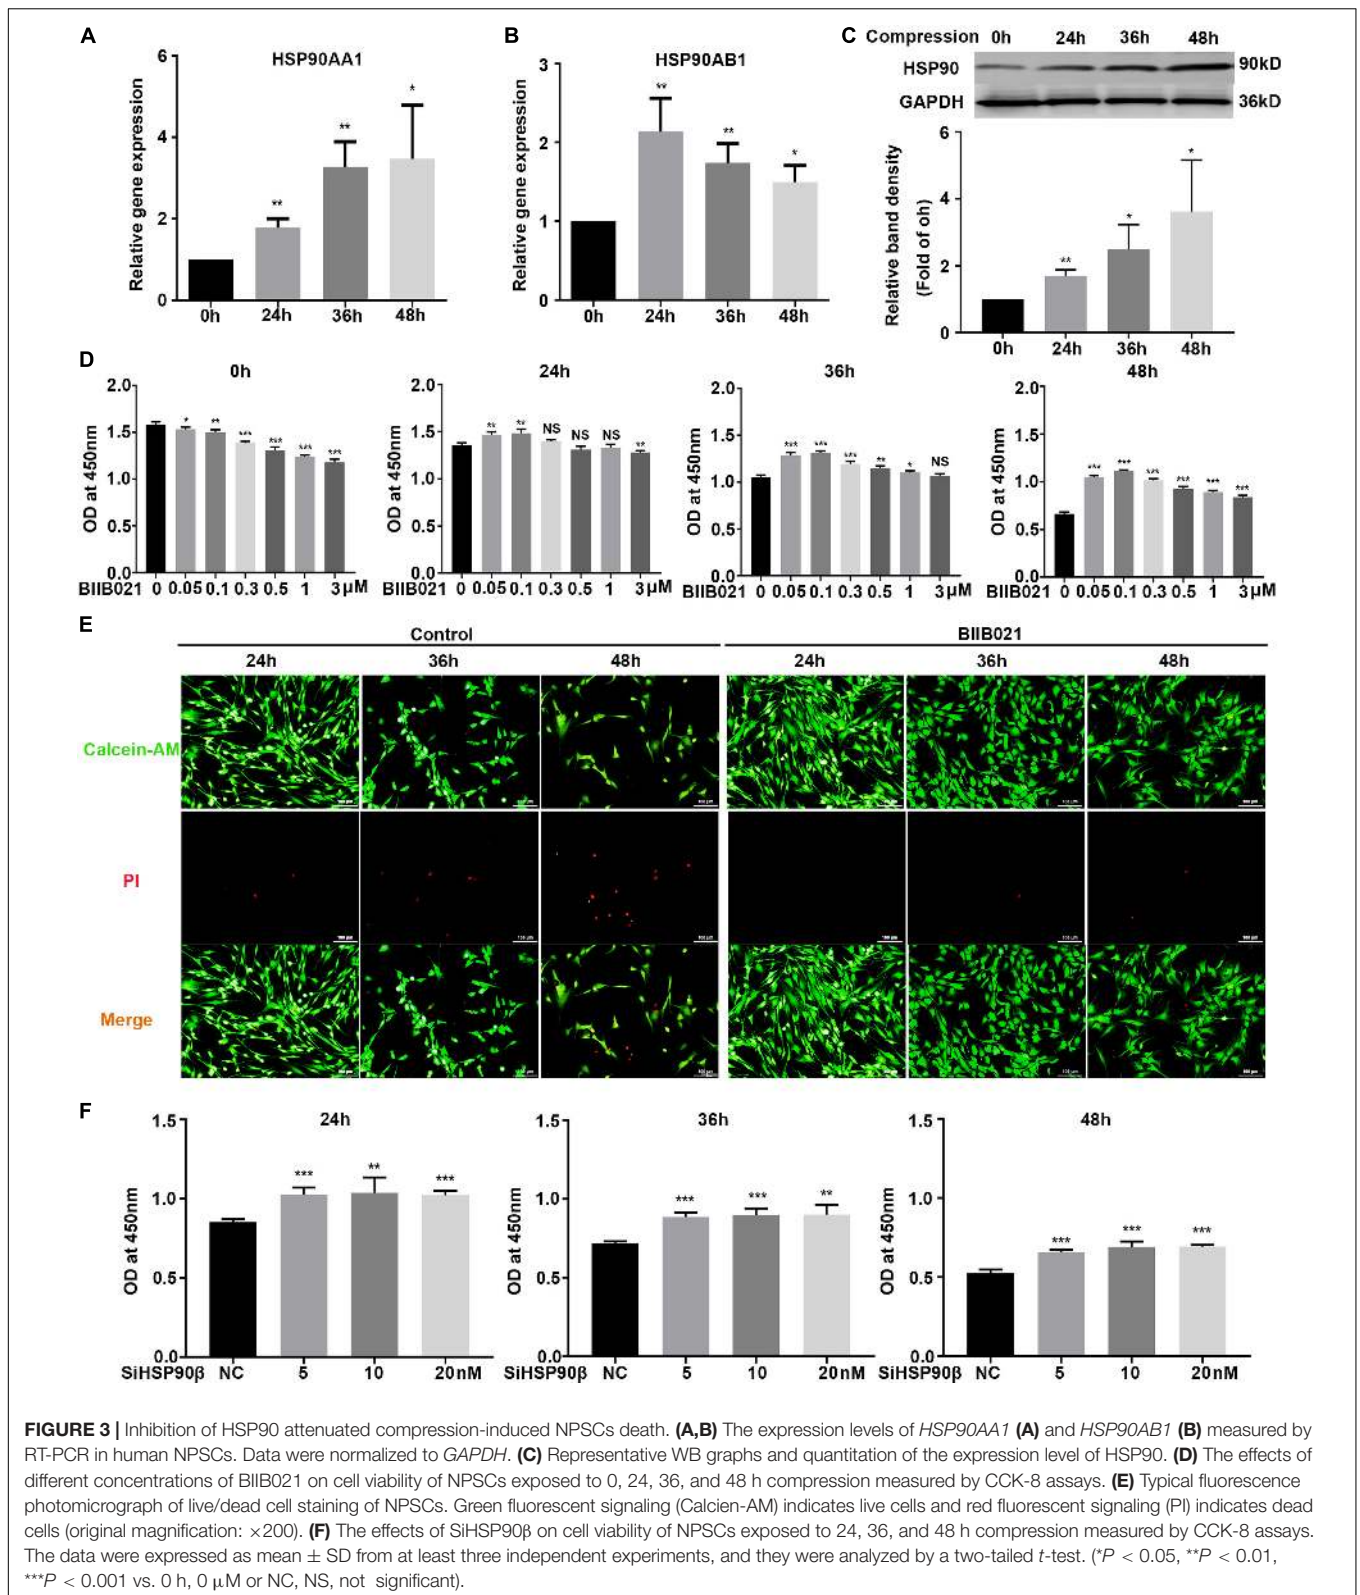 A
HSP90AA1
Relative gene expression
6
4
2
0
**
**
*
0h 24h 36h 48h
B
HSP90AB1
Relative gene expression
3
2
1
0
**
**
*
0h 24h 36h 48h
C Compression 0h 24h 36h 48h
HSP90 90kD
GAPDH 36kD
Relative band density
(Fold of oh)
6
4
2
0
**
*
*
0h 24h 36h 48h
D
0h
OD at 450nm
2.0
1.5
1.0
0.5
0.0
* ** *** *** *** ***
BIIB021 0 0.05 0.1 0.3 0.5 1 3μM
24h
OD at 450nm
2.0
1.5
1.0
0.5
0.0
** ** NS NS NS **
BIIB021 0 0.05 0.1 0.3 0.5 1 3μM
36h
OD at 450nm
2.0
1.5
1.0
0.5
0.0
*** *** *** ** * NS
BIIB021 0 0.05 0.1 0.3 0.5 1 3μM
48h
OD at 450nm
2.0
1.5
1.0
0.5
0.0
*** *** *** *** *** ***
BIIB021 0 0.05 0.1 0.3 0.5 1 3μM
E
Control BIIB021
24h 36h 48h 24h 36h 48h
Calcein-AM
PI
Merge
F
24h
OD at 450nm
1.5
1.0
0.5
0.0
*** ** ***
SiHSP90β NC 5 10 20nM
36h
OD at 450nm
1.5
1.0
0.5
0.0
*** *** **
SiHSP90β NC 5 10 20nM
48h
OD at 450nm
1.5
1.0
0.5
0.0
*** *** ***
SiHSP90β NC 5 10 20nM
FIGURE 3 | Inhibition of HSP90 attenuated compression-induced NPSCs death. (A,B) The expression levels of HSP90AA1 (A) and HSP90AB1 (B) measured by
RT-PCR in human NPSCs. Data were normalized to GAPDH. (C) Representative WB graphs and quantitation of the expression level of HSP90. (D) The effects of
different concentrations of BIIB021 on cell viability of NPSCs exposed to 0, 24, 36, and 48 h compression measured by CCK-8 assays. (E) Typical fluorescence
photomicrograph of live/dead cell staining of NPSCs. Green fluorescent signaling (Calcien-AM) indicates live cells and red fluorescent signaling (PI) indicates dead
cells (original magnification: ×200). (F) The effects of SiHSP90β on cell viability of NPSCs exposed to 24, 36, and 48 h compression measured by CCK-8 assays.
The data were expressed as mean ± SD from at least three independent experiments, and they were analyzed by a two-tailed t-test. (*P < 0.05, **P < 0.01,
***P < 0.001 vs. 0 h, 0 μM or NC, NS, not significant).